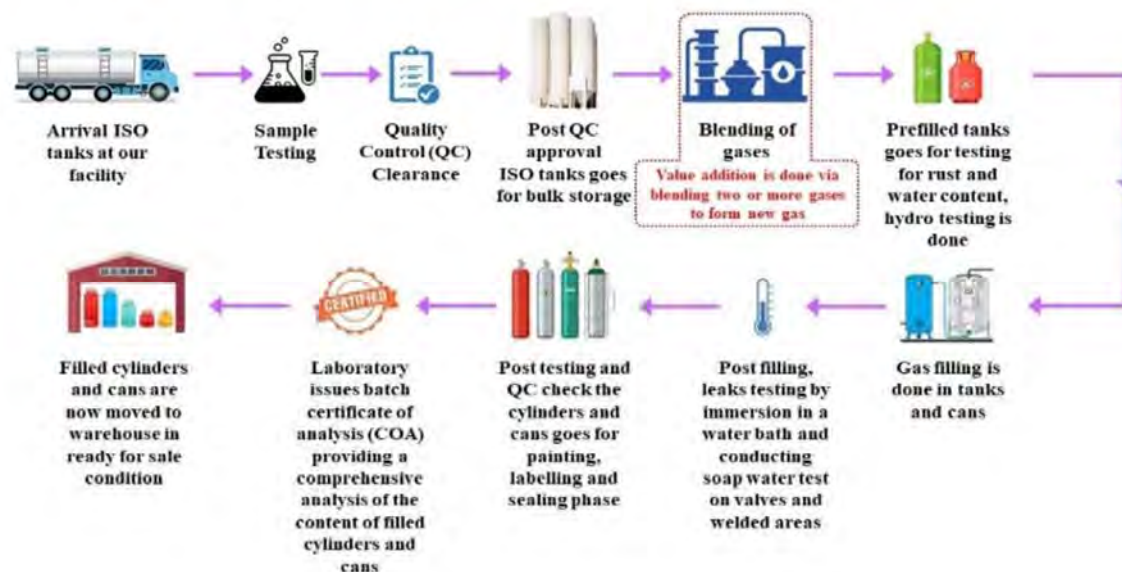 Arrival ISO
tanks at our
facility
Sample
Testing
Quality
Control (QC)
Clearance
Post QC
approval
ISO tanks goes
for bulk storage
Blending of
gases
Value addition is done via
blending two or more gases
to form new gas
Prefilled tanks
goes for testing
for rust and
water content,
hydro testing is
done
Gas filling is
done in tanks
and cans
Post filling,
leaks testing by
immersion in a
water bath and
conducting
soap water test
on valves and
welded areas
Post testing and
QC check the
cylinders and
cans goes for
painting,
labelling and
sealing phase
CERTIFIED
Laboratory
issues batch
certificate of
analysis (COA)
providing a
comprehensive
analysis of the
content of filled
cylinders and
cans
Filled cylinders
and cans are
now moved to
warehouse in
ready for sale
condition